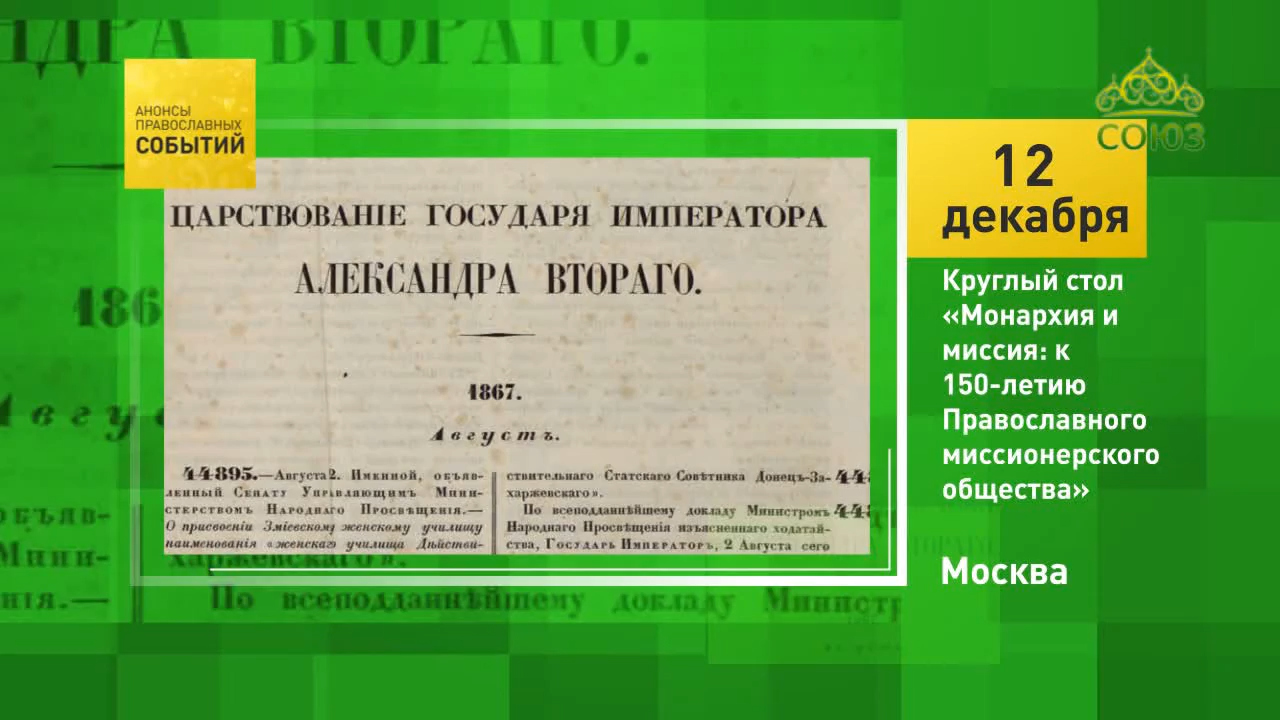 АНОНСЫ
ПРАВОСЛАВНЫХ
СОБЫТИЙ
СОЮЗ
12
декабря
Круглый стол
«Монархия и
миссия: к
150-летию
Православного
миссионерского
общества»
Москва
ЦАРСТВОВАНІЕ ГОСУДАРЯ ИМПЕРАТОРА
АЛЕКСАНДРА ВТОРАГО.
1867.
Августъ.
44895.—Августа 2. Именной, объяв-
ленный Сенату Управляющимъ Мини-
стерствомъ Народнаго Просвѣщенія.—
О присвоеніи Зміевскому женскому училищу
наименованія «женскаго училища Дѣйстви-
ствительнаго Статскаго Совѣтника Донецъ-За-
харжевскаго».
По всеподданнѣйшему докладу Министромъ
Народнаго Просвѣщенія изъясненнаго ходатай-
ства, Государь Императоръ, 2 Августа сего